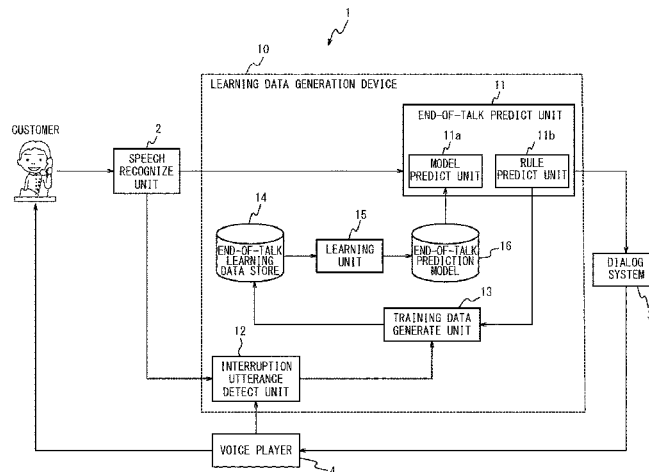 1
10
LEARNING DATA GENERATION DEVICE
11
END-OF-TALK PREDICT UNIT
CUSTOMER
2
SPEECH
RECOGNIZE
UNIT
11a
MODEL
PREDICT UNIT
11b
RULE
PREDICT UNIT
14
END-OF-TALK
LEARNING
DATA STORE
15
LEARNING
UNIT
END-OF-TALK
PREDICTION
MODEL
16
DIALOG
SYSTEM
13
TRAINING DATA
GENERATE UNIT
12
INTERRUPTION
UTTERANCE
DETECT UNIT
VOICE PLAYER